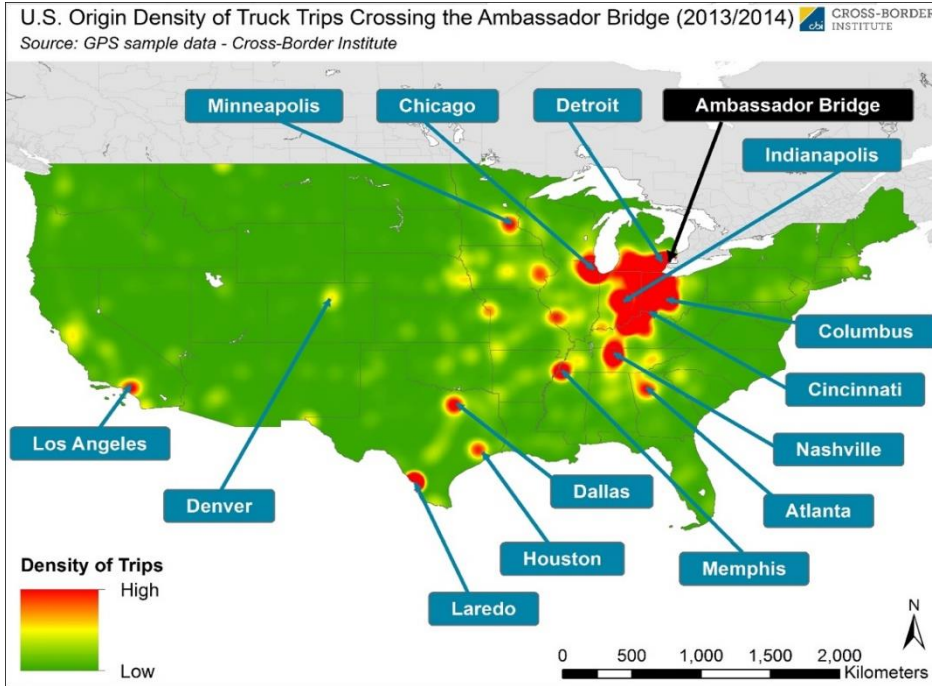 U.S. Origin Density of Truck Trips Crossing the Ambassador Bridge (2013/2014)
cbi
CROSS-BORDER
INSTITUTE
Source: GPS sample data - Cross-Border Institute
Minneapolis
Chicago
Detroit
Ambassador Bridge
Indianapolis
Columbus
Cincinnati
Los Angeles
Nashville
Denver
Dallas
Atlanta
Houston
Memphis
Laredo
Density of Trips
High
Low
N
0 500 1,000 1,500 2,000
Kilometers